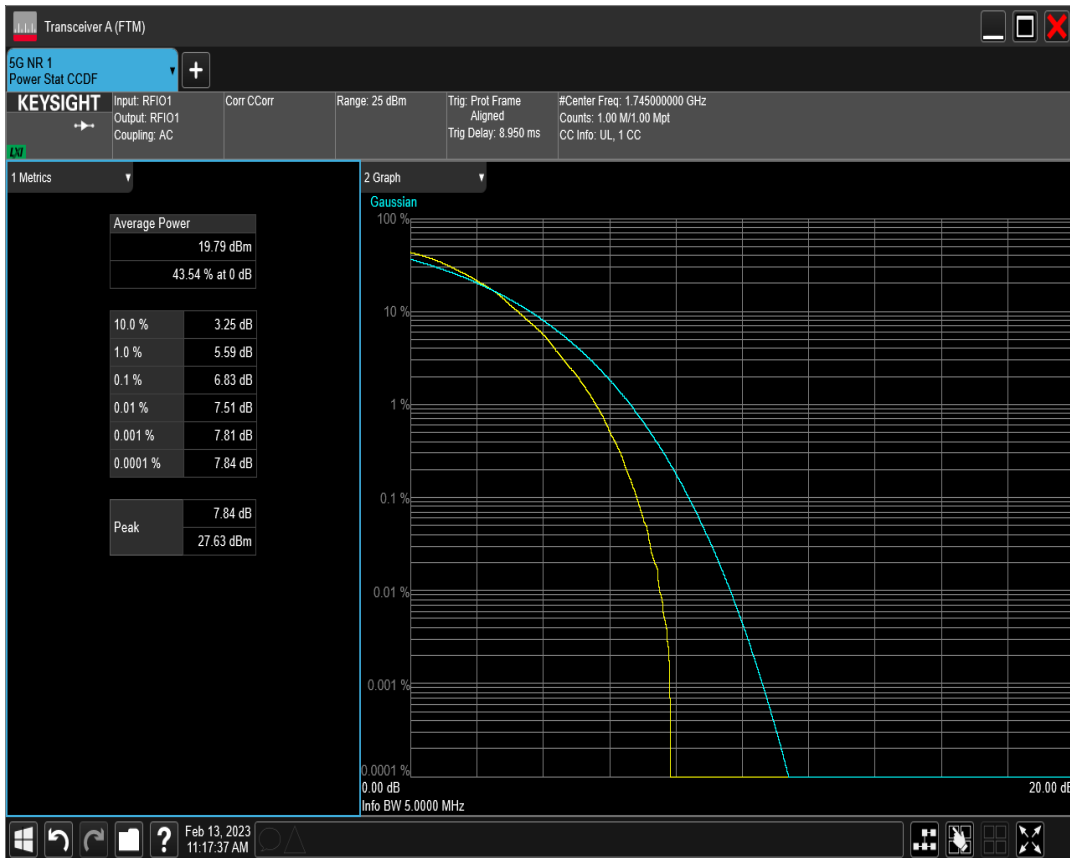 Transceiver A (FTM)
5G NR 1
Power Stat CCDF
+
KEYSIGHT
LXI
Input: RFIO1
Output: RFIO1
Coupling: AC
Corr CCorr
Range: 25 dBm
Trig: Prot Frame
Aligned
Trig Delay: 8.950 ms
#Center Freq: 1.745000000 GHz
Counts: 1.00 M/1.00 Mpt
CC Info: UL, 1 CC
1 Metrics
Average Power
19.79 dBm
43.54 % at 0 dB
10.0 % 3.25 dB
1.0 % 5.59 dB
0.1 % 6.83 dB
0.01 % 7.51 dB
0.001 % 7.81 dB
0.0001 % 7.84 dB
Peak
7.84 dB
27.63 dBm
2 Graph
Gaussian
100 %
10 %
1 %
0.1 %
0.01 %
0.001 %
0.0001 %
0.00 dB 20.00 dB
Info BW 5.0000 MHz
?
Feb 13, 2023
11:17:37 AM